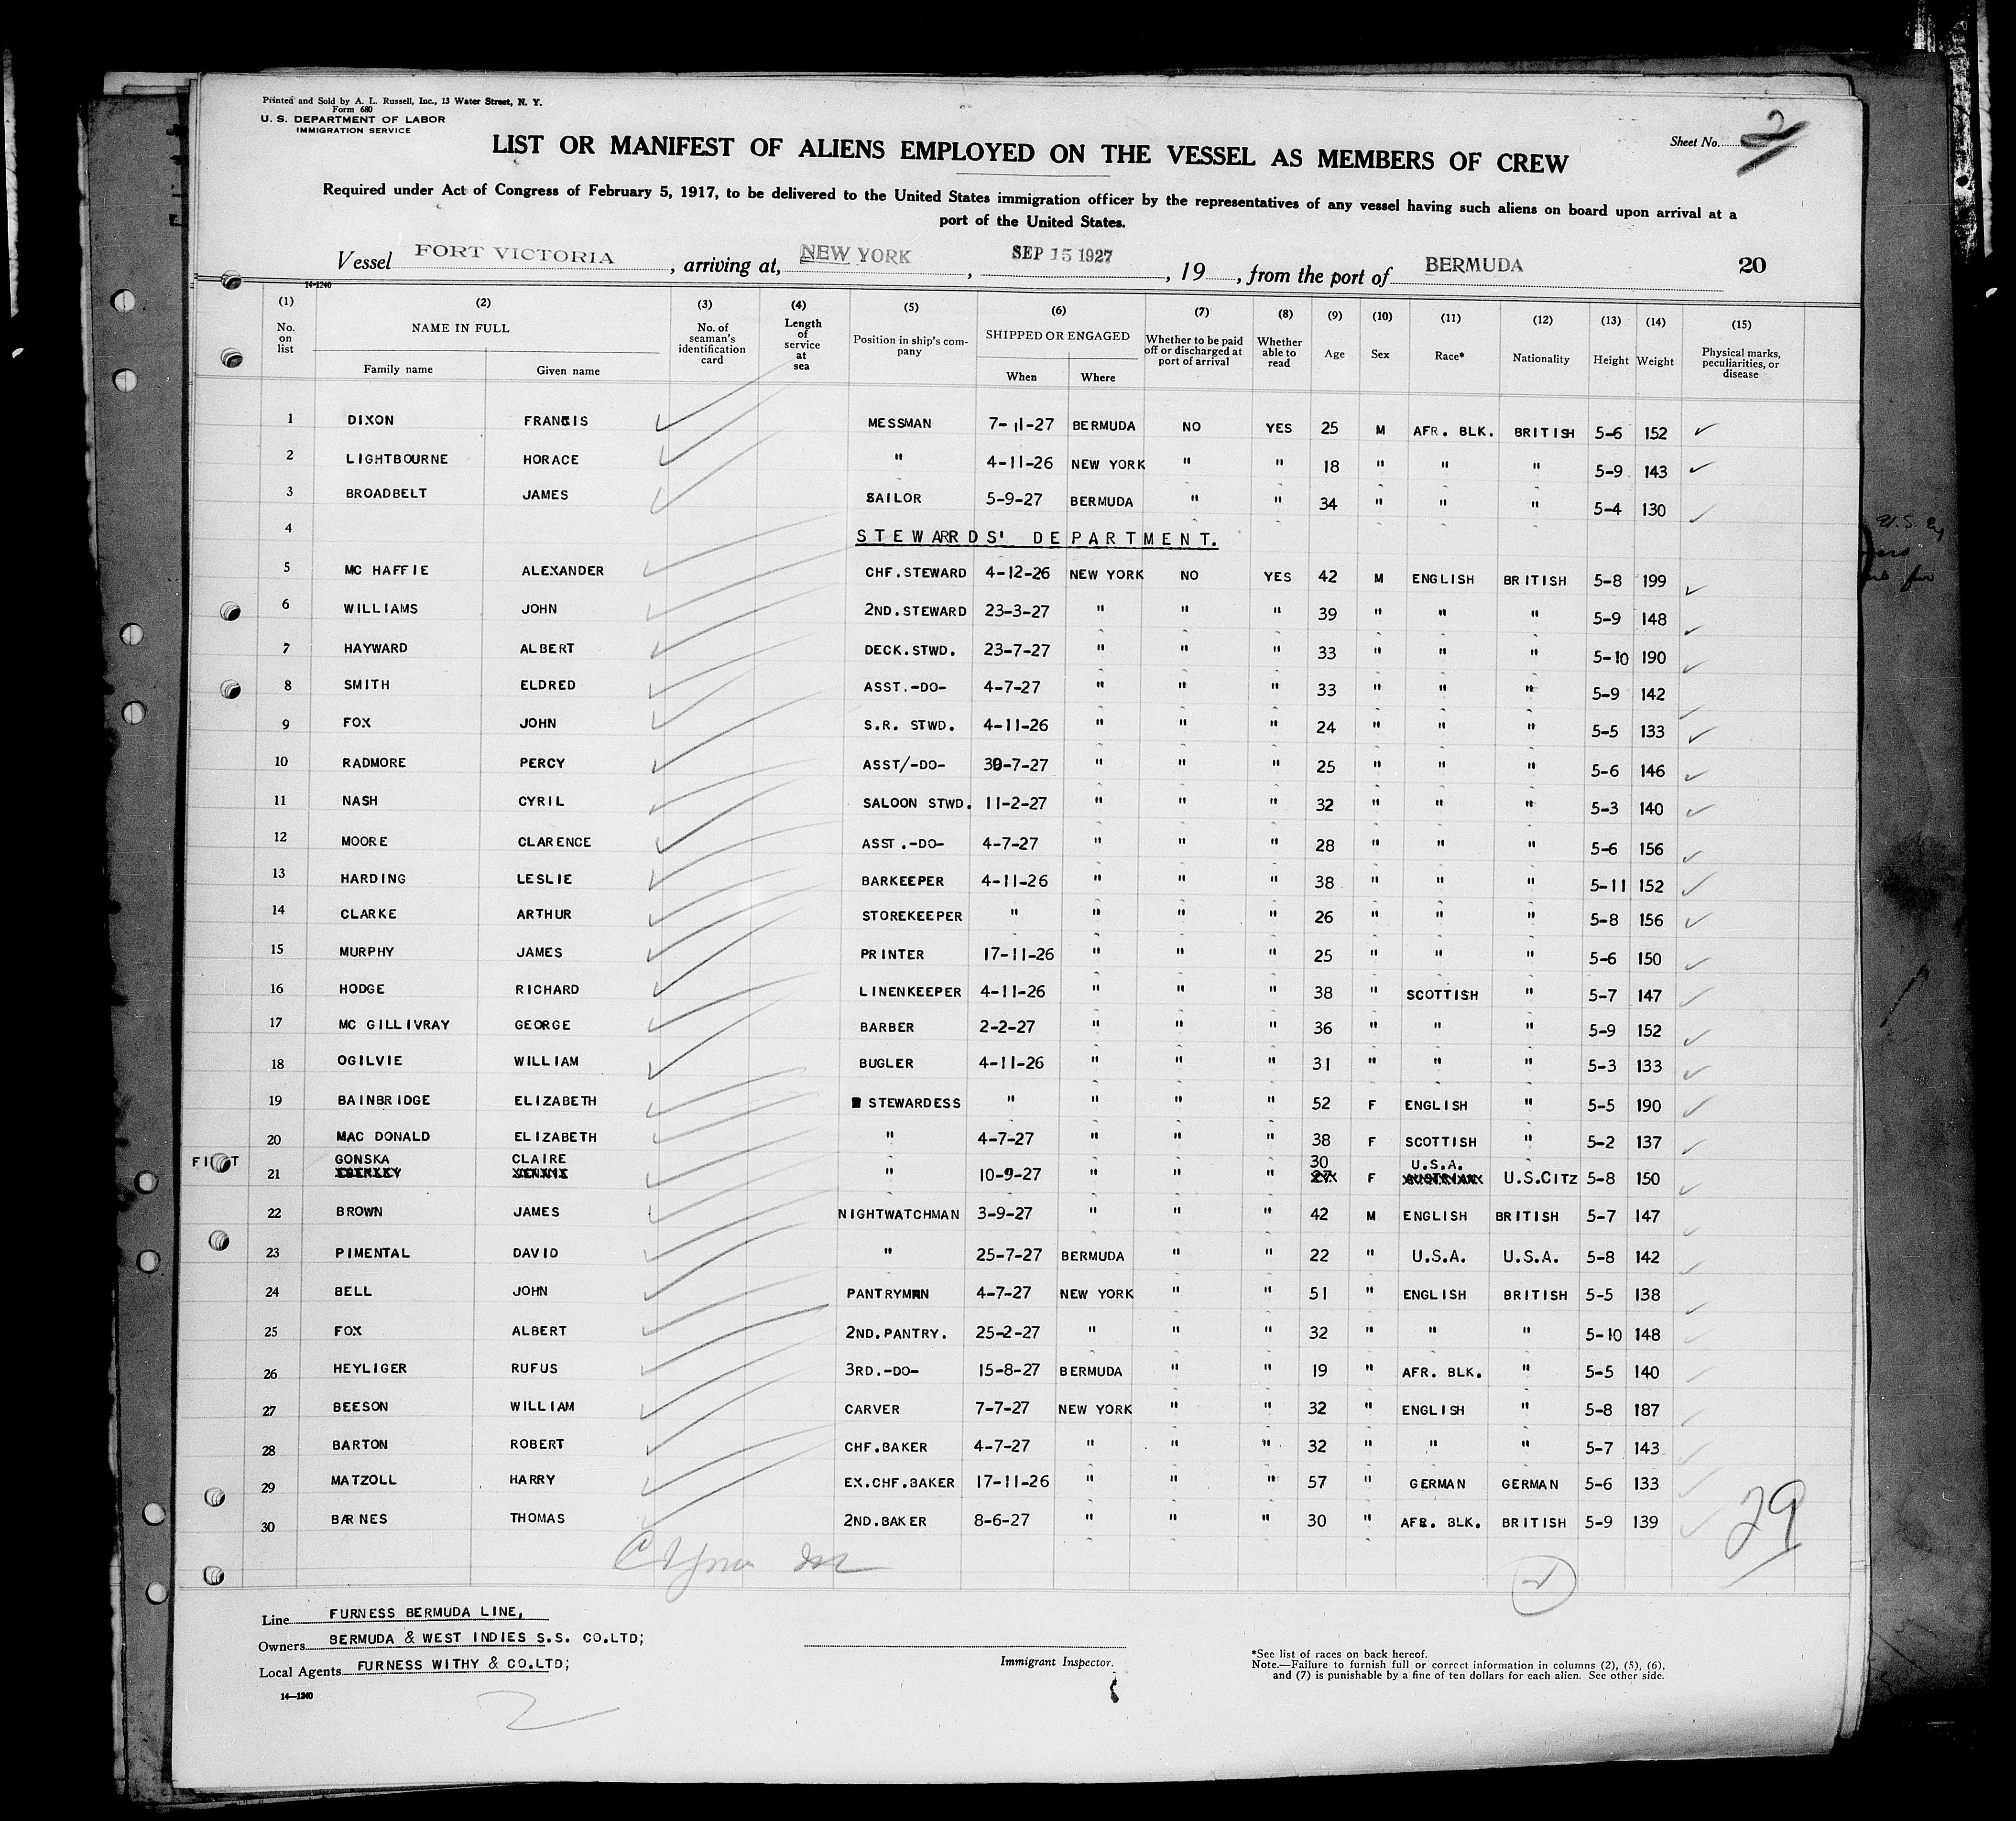 Printed and Sold by A. L. Russell, Inc., 13 Water Street, N. Y.
Form 680
U. S. DEPARTMENT OF LABOR
IMMIGRATION SERVICE
Sheet No. 2
LIST OR MANIFEST OF ALIENS EMPLOYED ON THE VESSEL AS MEMBERS OF CREW
Required under Act of Congress of February 5, 1917, to be delivered to the United States immigration officer by the representatives of any vessel having such aliens on board upon arrival at a
port of the United States.
Vessel FORT VICTORIA, arriving at, NEW YORK, SEP 15 1927, 19, from the port of BERMUDA 20
14-1240
(1) (2) (3) (4) (5) (6) (7) (8) (9) (10) (11) (12) (13) (14) (15)
No. on list NAME IN FULL Family name Given name No. of seaman's identification card Length of service at sea Position in ship's company SHIPPED OR ENGAGED When Where Whether to be paid off or discharged at port of arrival Whether able to read Age Sex Race* Nationality Height Weight Physical marks, peculiarities, or disease
1 DIXON FRANCIS MESSMAN 7-11-27 BERMUDA NO YES 25 M AFR. BLK. BRITISH 5-6 152
2 LIGHTBOURNE HORACE " 4-11-26 NEW YORK " " 18 " " " 5-9 143
3 BROADBELT JAMES SAILOR 5-9-27 BERMUDA " " 34 " " " 5-4 130
4 STEWARRDS' DEPARTMENT.
5 MC HAFFIE ALEXANDER CHF.STEWARD 4-12-26 NEW YORK NO YES 42 M ENGLISH BRITISH 5-8 199
6 WILLIAMS JOHN 2ND.STEWARD 23-3-27 " " " 39 " " " 5-9 148
7 HAYWARD ALBERT DECK.STWD. 23-7-27 " " " 33 " " " 5-10 190
8 SMITH ELDRED ASST.-DO- 4-7-27 " " " 33 " " " 5-9 142
9 FOX JOHN S.R. STWD. 4-11-26 " " " 24 " " " 5-5 133
10 RADMORE PERCY ASST/-DO- 30-7-27 " " " 25 " " " 5-6 146
11 NASH CYRIL SALOON STWD. 11-2-27 " " " 32 " " " 5-3 140
12 MOORE CLARENCE ASST.-DO- 4-7-27 " " " 28 " " " 5-6 156
13 HARDING LESLIE BARKEEPER 4-11-26 " " " 38 " " " 5-11 152
14 CLARKE ARTHUR STOREKEEPER " " " " 26 " " " 5-8 156
15 MURPHY JAMES PRINTER 17-11-26 " " " 25 " " " 5-6 150
16 HODGE RICHARD LINENKEEPER 4-11-26 " " " 38 " SCOTTISH " 5-7 147
17 MC GILLIVRAY GEORGE BARBER 2-2-27 " " " 36 " " " 5-9 152
18 OGILVIE WILLIAM BUGLER 4-11-26 " " " 31 " " " 5-3 133
19 BAINBRIDGE ELIZABETH STEWARDESS " " " " 52 F ENGLISH " 5-5 190
20 MAC DONALD ELIZABETH " 4-7-27 " " " 38 F SCOTTISH " 5-2 137
GONSKA CLAIRE 30 U.S.A.
21 " 10-9-27 " " " 27 F AUSTRIAN U.S.CITZ 5-8 150
22 BROWN JAMES NIGHTWATCHMAN 3-9-27 " " " 42 M ENGLISH BRITISH 5-7 147
23 PIMENTAL DAVID " 25-7-27 BERMUDA " " 22 " U.S.A. U.S.A. 5-8 142
24 BELL JOHN PANTRYMAN 4-7-27 NEW YORK " " 51 " ENGLISH BRITISH 5-5 138
25 FOX ALBERT 2ND.PANTRY. 25-2-27 " " " 32 " " " 5-10 148
26 HEYLIGER RUFUS 3RD.-DO- 15-8-27 BERMUDA " " 19 " AFR. BLK. " 5-5 140
27 BEESON WILLIAM CARVER 7-7-27 NEW YORK " " 32 " ENGLISH " 5-8 187
28 BARTON ROBERT CHF.BAKER 4-7-27 " " " 32 " " " 5-7 143
29 MATZOLL HARRY EX.CHF.BAKER 17-11-26 " " " 57 " GERMAN GERMAN 5-6 133
30 BARNES THOMAS 2ND.BAKER 8-6-27 " " " 30 " AFR. BLK. BRITISH 5-9 139
29
Line FURNESS BERMUDA LINE,
Owners BERMUDA & WEST INDIES S.S. CO.LTD;
Local Agents FURNESS WITHY & CO.LTD;
Immigrant Inspector.
*See list of races on back hereof.
Note.—Failure to furnish full or correct information in columns (2), (5), (6),
and (7) is punishable by a fine of ten dollars for each alien. See other side.
14—1240
2